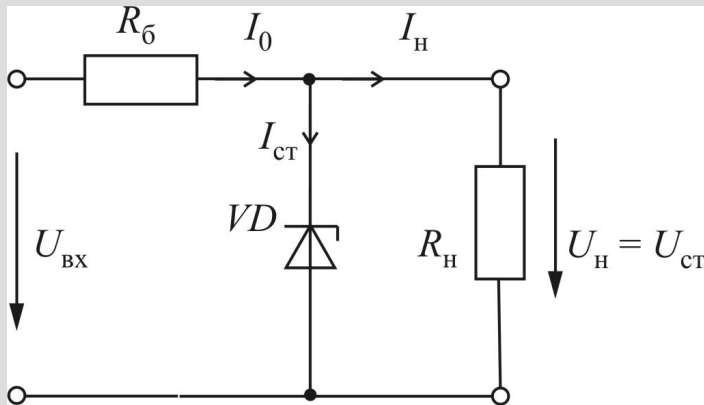 Rб I0 Iн
Iст
VD
Uвх Rн Uн = Uст